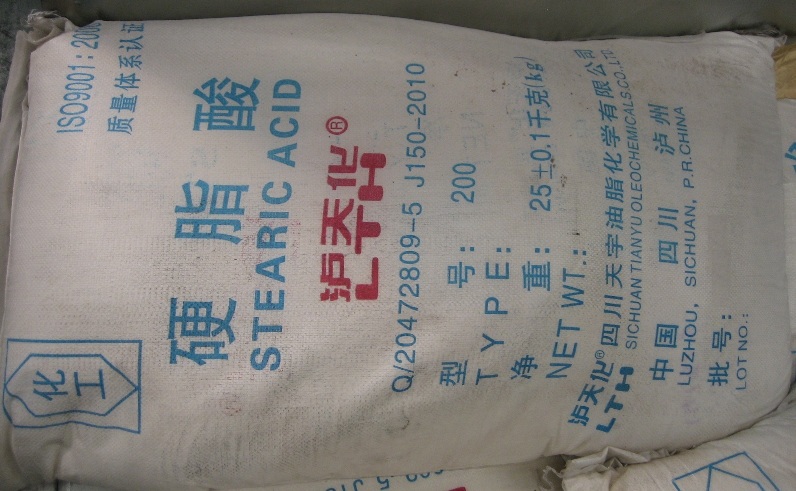 化工
ISO9001:200
质量体系认证
硬脂酸
STEARIC ACID
泸天化®
LTH
Q/20472809-5 J150-2010
型号: 200
TYPE:
净重: 25±0.1千克(kg)
NET WT.:
泸天化® 四川天宇油脂化学有限公司
LTH SICHUAN TIANYU OLEOCHEMICALS.CO.,LTD.
中国 四川 泸州
LUZHOU, SICHUAN, P.R.CHINA
批号:
LOT NO.: